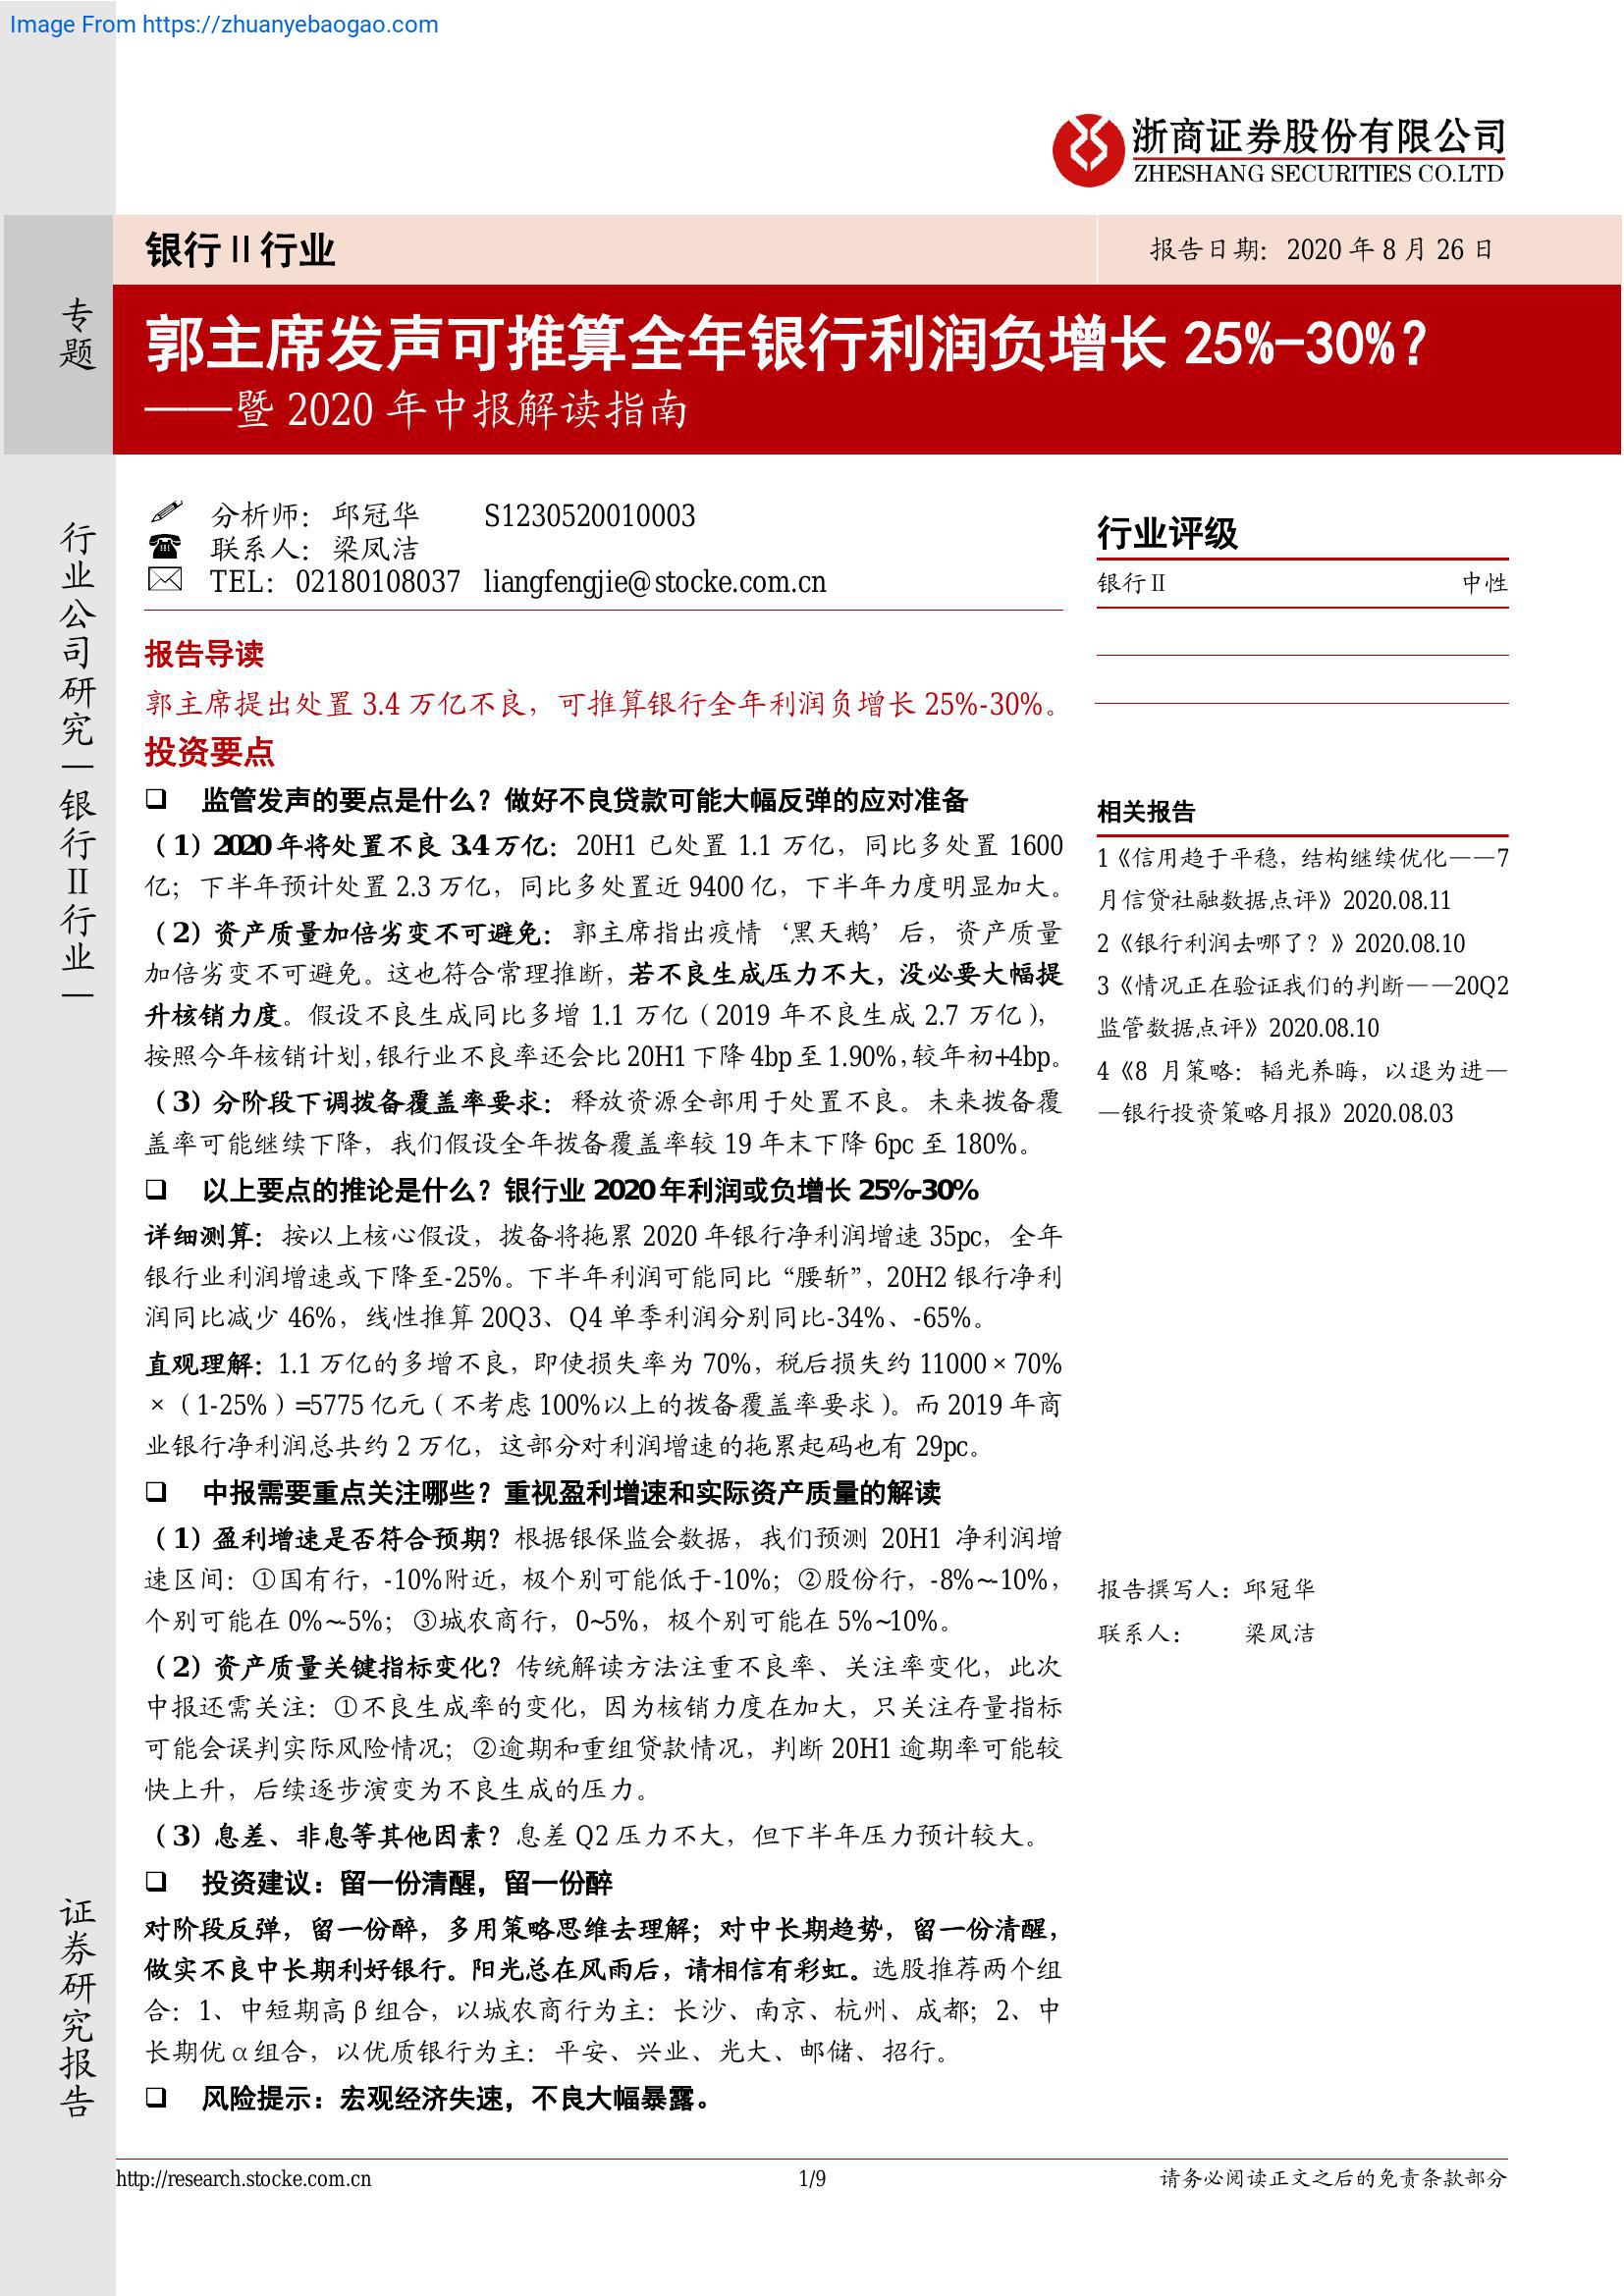 Image From https://zhuanyebaogao.com
浙商证券股份有限公司
ZHESHANG SECURITIES CO.LTD
专题
银行Ⅱ行业
报告日期：2020 年 8 月 26 日
郭主席发声可推算全年银行利润负增长 25%-30%？
——暨 2020 年中报解读指南
行业公司研究|银行Ⅱ行业|
分析师：邱冠华 S1230520010003
联系人：梁凤洁
TEL：02180108037 liangfengjie@stocke.com.cn
报告导读
郭主席提出处置 3.4 万亿不良，可推算银行全年利润负增长 25%-30%。
投资要点
❑ 监管发声的要点是什么？做好不良贷款可能大幅反弹的应对准备
（1）2020 年将处置不良 3.4 万亿：20H1 已处置 1.1 万亿，同比多处置 1600
亿；下半年预计处置 2.3 万亿，同比多处置近 9400 亿，下半年力度明显加大。
（2）资产质量加倍劣变不可避免：郭主席指出疫情‘黑天鹅’后，资产质量
加倍劣变不可避免。这也符合常理推断，若不良生成压力不大，没必要大幅提
升核销力度。假设不良生成同比多增 1.1 万亿（2019 年不良生成 2.7 万亿），
按照今年核销计划，银行业不良率还会比 20H1 下降 4bp 至 1.90%，较年初+4bp。
（3）分阶段下调拨备覆盖率要求：释放资源全部用于处置不良。未来拨备覆
盖率可能继续下降，我们假设全年拨备覆盖率较 19 年末下降 6pc 至 180%。
❑ 以上要点的推论是什么？银行业 2020 年利润或负增长 25%-30%
详细测算：按以上核心假设，拨备将拖累 2020 年银行净利润增速 35pc，全年
银行业利润增速或下降至-25%。下半年利润可能同比“腰斩”，20H2 银行净利
润同比减少 46%，线性推算 20Q3、Q4 单季利润分别同比-34%、-65%。
直观理解：1.1 万亿的多增不良，即使损失率为 70%，税后损失约 11000×70%
×（1-25%）=5775 亿元（不考虑 100%以上的拨备覆盖率要求）。而 2019 年商
业银行净利润总共约 2 万亿，这部分对利润增速的拖累起码也有 29pc。
❑ 中报需要重点关注哪些？重视盈利增速和实际资产质量的解读
（1）盈利增速是否符合预期？根据银保监会数据，我们预测 20H1 净利润增
速区间：①国有行，-10%附近，极个别可能低于-10%；②股份行，-8%~-10%，
个别可能在 0%~-5%；③城农商行，0~5%，极个别可能在 5%~10%。
（2）资产质量关键指标变化？传统解读方法注重不良率、关注率变化，此次
中报还需关注：①不良生成率的变化，因为核销力度在加大，只关注存量指标
可能会误判实际风险情况；②逾期和重组贷款情况，判断 20H1 逾期率可能较
快上升，后续逐步演变为不良生成的压力。
（3）息差、非息等其他因素？息差 Q2 压力不大，但下半年压力预计较大。
❑ 投资建议：留一份清醒，留一份醉
对阶段反弹，留一份醉，多用策略思维去理解；对中长期趋势，留一份清醒，
做实不良中长期利好银行。阳光总在风雨后，请相信有彩虹。选股推荐两个组
合：1、中短期高β组合，以城农商行为主：长沙、南京、杭州、成都；2、中
长期优α组合，以优质银行为主：平安、兴业、光大、邮储、招行。
❑ 风险提示：宏观经济失速，不良大幅暴露。
行业评级
银行Ⅱ 中性
相关报告
1《信用趋于平稳，结构继续优化——7
月信贷社融数据点评》2020.08.11
2《银行利润去哪了？》2020.08.10
3《情况正在验证我们的判断——20Q2
监管数据点评》2020.08.10
4《8 月策略：韬光养晦，以退为进—
—银行投资策略月报》2020.08.03
报告撰写人：邱冠华
联系人： 梁凤洁
证券研究报告
http://research.stocke.com.cn
1/9
请务必阅读正文之后的免责条款部分